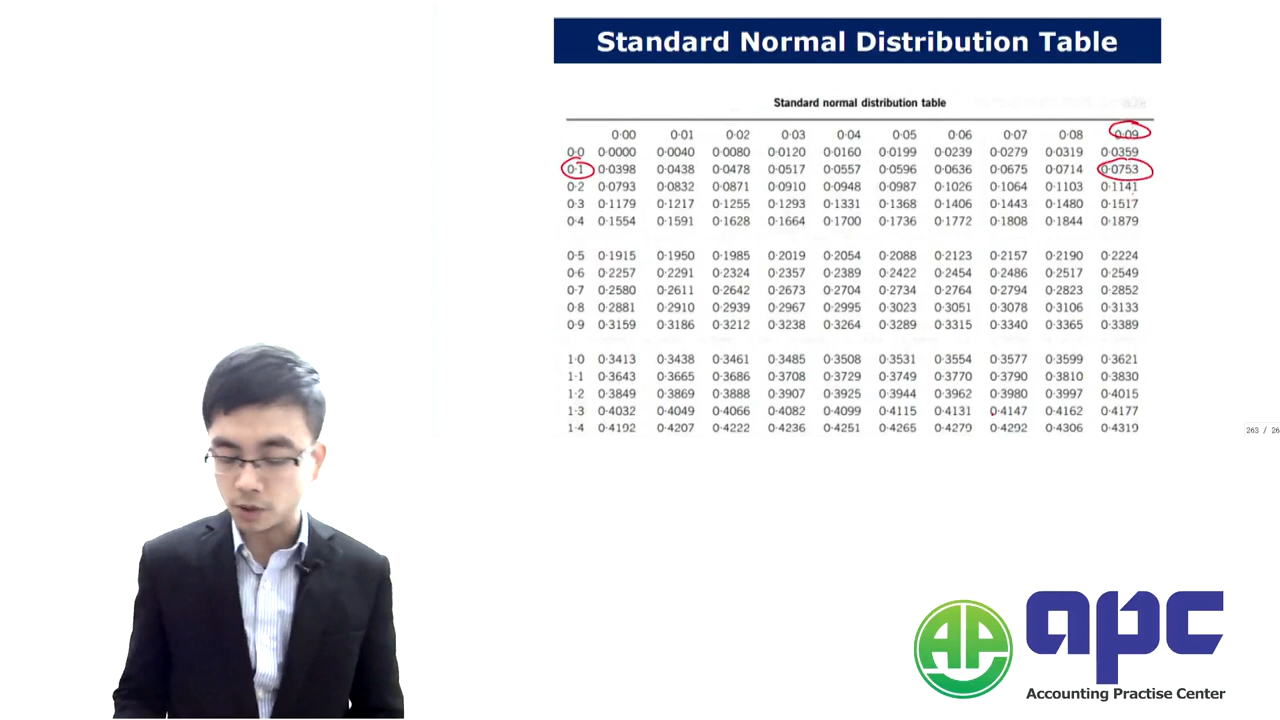 Standard Normal Distribution Table
Standard normal distribution table
0·00 0·01 0·02 0·03 0·04 0·05 0·06 0·07 0·08 0·09
0·0 0·0000 0·0040 0·0080 0·0120 0·0160 0·0199 0·0239 0·0279 0·0319 0·0359
0·1 0·0398 0·0438 0·0478 0·0517 0·0557 0·0596 0·0636 0·0675 0·0714 0·0753
0·2 0·0793 0·0832 0·0871 0·0910 0·0948 0·0987 0·1026 0·1064 0·1103 0·1141
0·3 0·1179 0·1217 0·1255 0·1293 0·1331 0·1368 0·1406 0·1443 0·1480 0·1517
0·4 0·1554 0·1591 0·1628 0·1664 0·1700 0·1736 0·1772 0·1808 0·1844 0·1879
0·5 0·1915 0·1950 0·1985 0·2019 0·2054 0·2088 0·2123 0·2157 0·2190 0·2224
0·6 0·2257 0·2291 0·2324 0·2357 0·2389 0·2422 0·2454 0·2486 0·2517 0·2549
0·7 0·2580 0·2611 0·2642 0·2673 0·2704 0·2734 0·2764 0·2794 0·2823 0·2852
0·8 0·2881 0·2910 0·2939 0·2967 0·2995 0·3023 0·3051 0·3078 0·3106 0·3133
0·9 0·3159 0·3186 0·3212 0·3238 0·3264 0·3289 0·3315 0·3340 0·3365 0·3389
1·0 0·3413 0·3438 0·3461 0·3485 0·3508 0·3531 0·3554 0·3577 0·3599 0·3621
1·1 0·3643 0·3665 0·3686 0·3708 0·3729 0·3749 0·3770 0·3790 0·3810 0·3830
1·2 0·3849 0·3869 0·3888 0·3907 0·3925 0·3944 0·3962 0·3980 0·3997 0·4015
1·3 0·4032 0·4049 0·4066 0·4082 0·4099 0·4115 0·4131 0·4147 0·4162 0·4177
1·4 0·4192 0·4207 0·4222 0·4236 0·4251 0·4265 0·4279 0·4292 0·4306 0·4319
263 / 26
AP apc
Accounting Practise Center